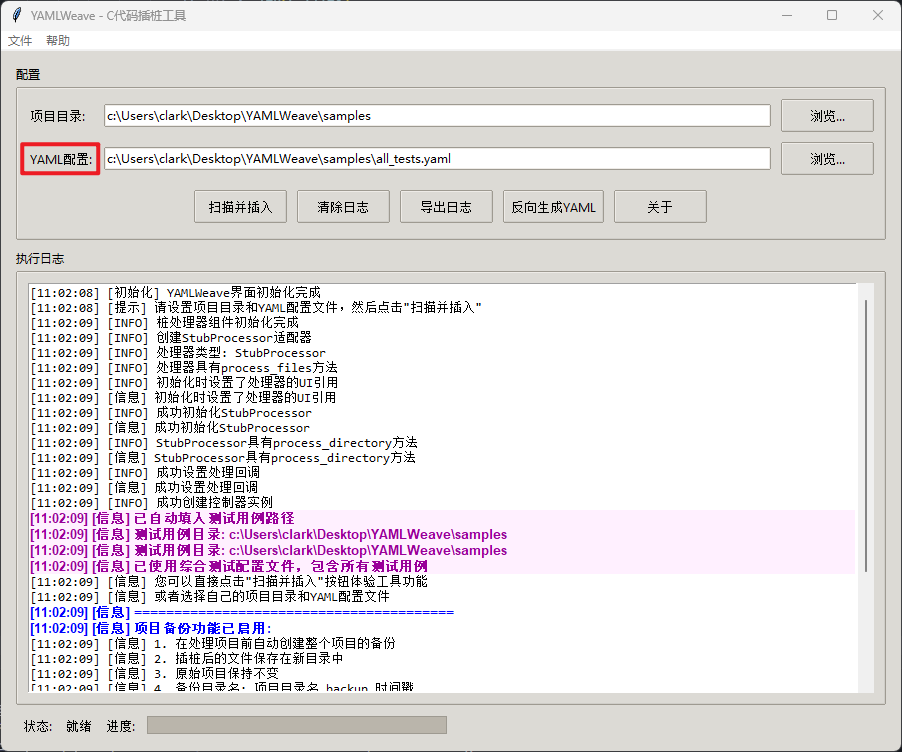 YAMLWeave - C代码插桩工具
文件 帮助
配置
项目目录: c:\Users\clark\Desktop\YAMLWeave\samples 浏览...
YAML配置: c:\Users\clark\Desktop\YAMLWeave\samples\all_tests.yaml 浏览...
扫描并插入 清除日志 导出日志 反向生成YAML 关于
执行日志
[11:02:08] [初始化] YAMLWeave界面初始化完成
[11:02:08] [提示] 请设置项目目录和YAML配置文件，然后点击"扫描并插入"
[11:02:09] [INFO] 桩处理器组件初始化完成
[11:02:09] [INFO] 创建StubProcessor适配器
[11:02:09] [INFO] 处理器类型: StubProcessor
[11:02:09] [INFO] 处理器具有process_files方法
[11:02:09] [INFO] 初始化时设置了处理器的UI引用
[11:02:09] [信息] 初始化时设置了处理器的UI引用
[11:02:09] [INFO] 成功初始化StubProcessor
[11:02:09] [信息] 成功初始化StubProcessor
[11:02:09] [INFO] StubProcessor具有process_directory方法
[11:02:09] [信息] StubProcessor具有process_directory方法
[11:02:09] [INFO] 成功设置处理回调
[11:02:09] [信息] 成功设置处理回调
[11:02:09] [INFO] 成功创建控制器实例
[11:02:09] [信息] 已自动填入测试用例路径
[11:02:09] [信息] 测试用例目录: c:\Users\clark\Desktop\YAMLWeave\samples
[11:02:09] [信息] 测试用例目录: c:\Users\clark\Desktop\YAMLWeave\samples
[11:02:09] [信息] 已使用综合测试配置文件，包含所有测试用例
[11:02:09] [信息] 您可以直接点击"扫描并插入"按钮体验工具功能
[11:02:09] [信息] 或者选择自己的项目目录和YAML配置文件
[11:02:09] [信息] ========================================
[11:02:09] [信息] 项目备份功能已启用:
[11:02:09] [信息] 1. 在处理项目前自动创建整个项目的备份
[11:02:09] [信息] 2. 插桩后的文件保存在新目录中
[11:02:09] [信息] 3. 原始项目保持不变
[11:02:09] [信息] 4. 备份目录名: 项目目录名_backup_时间戳
状态: 就绪 进度: